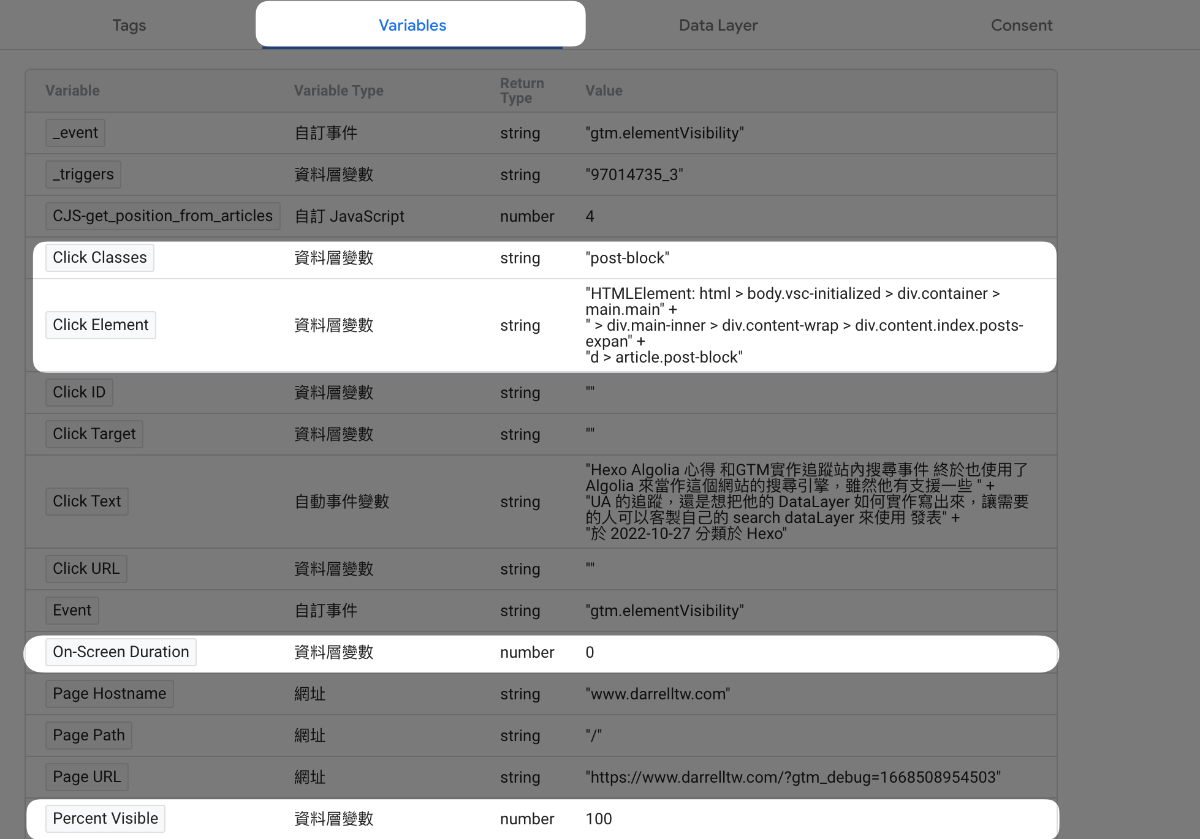 Tags Variables Data Layer Consent
Variable Variable Type Return Type Value
_event 自訂事件 string "gtm.elementVisibility"
_triggers 資料層變數 string "97014735_3"
CJS-get_position_from_articles 自訂 JavaScript number 4
Click Classes 資料層變數 string "post-block"
Click Element 資料層變數 string "HTMLElement: html > body.vsc-initialized > div.container >
main.main" +
" > div.main-inner > div.content-wrap > div.content.index.posts-
expan" +
"d > article.post-block"
Click ID 資料層變數 string ""
Click Target 資料層變數 string ""
Click Text 自動事件變數 string "Hexo Algolia 心得 和GTM實作追蹤站內搜尋事件 終於也使用了
Algolia 來當作這個網站的搜尋引擎，雖然他有支援一些 " +
"UA 的追蹤，還是想把他的 DataLayer 如何實作寫出來，讓需要
的人可以客製自己的 search dataLayer 來使用 發表" +
"於 2022-10-27 分類於 Hexo"
Click URL 資料層變數 string ""
Event 自訂事件 string "gtm.elementVisibility"
On-Screen Duration 資料層變數 number 0
Page Hostname 網址 string "www.darrelltw.com"
Page Path 網址 string "/"
Page URL 網址 string "https://www.darrelltw.com/?gtm_debug=1668508954503"
Percent Visible 資料層變數 number 100